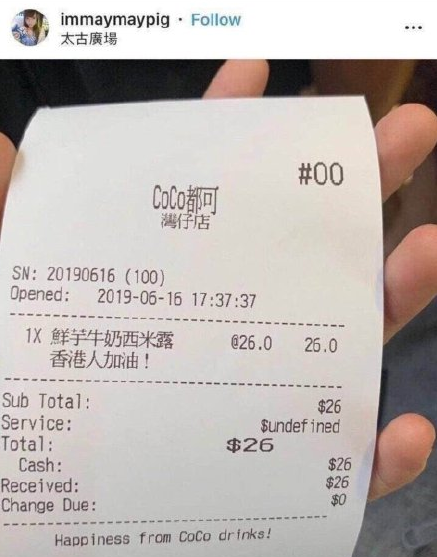 immaymaypig · Follow
太古廣場
#00
CoCo都可
灣仔店
SN: 20190616 (100)
Opened: 2019-06-16 17:37:37
1X 鮮芋牛奶西米露 @26.0 26.0
香港人加油！
Sub Total: $26
Service: $undefined
Total: $26
Cash: $26
Received: $26
Change Due: $0
Happiness from CoCo drinks!